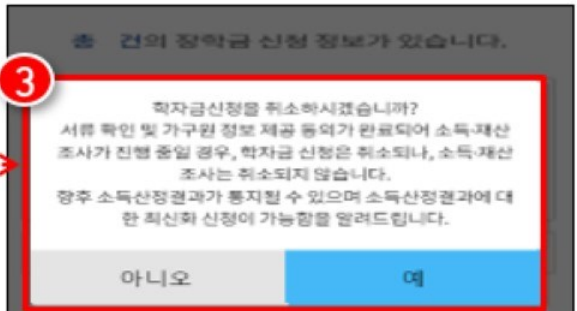 총 건의 장학금 신청 정보가 있습니다.
3
학자금신청을 취소하시겠습니까?
서류 확인 및 가구원 정보 제공 동의가 완료되어 소득·재산
조사가 진행 중일 경우, 학자금 신청은 취소되나, 소득·재산
조사는 취소되지 않습니다.
향후 소득산정결과가 통지될 수 있으며 소득산정결과에 대
한 최신화 신청이 가능함을 알려드립니다.
아니오
예